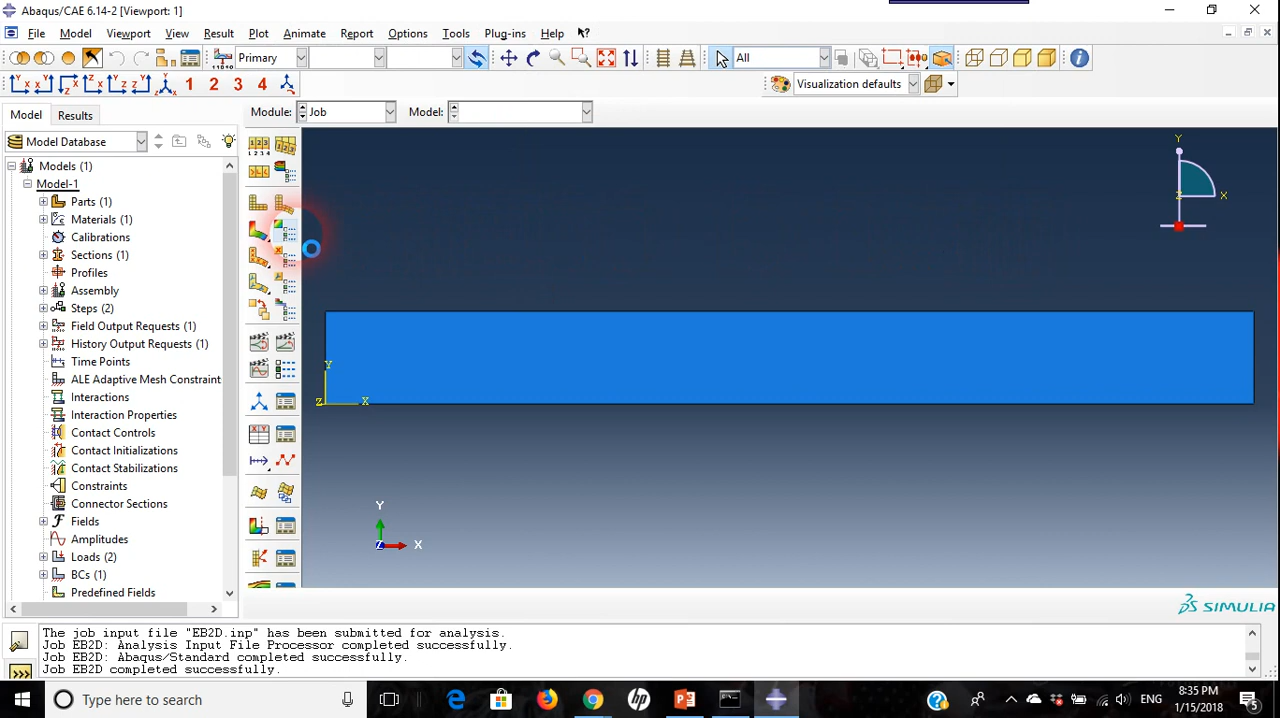 Abaqus/CAE 6.14-2 [Viewport: 1]
File Model Viewport View Result Plot Animate Report Options Tools Plug-ins Help
Primary All
Visualization defaults
1 2 3 4
Model Results
Module: Job Model:
Model Database
Models (1)
Model-1
Parts (1)
Materials (1)
Calibrations
Sections (1)
Profiles
Assembly
Steps (2)
Field Output Requests (1)
History Output Requests (1)
Time Points
ALE Adaptive Mesh Constraint
Interactions
Interaction Properties
Contact Controls
Contact Initializations
Contact Stabilizations
Constraints
Connector Sections
Fields
Amplitudes
Loads (2)
BCs (1)
Predefined Fields
Y
Z X
Y
Z X
Y
Z X
SIMULIA
The job input file "EB2D.inp" has been submitted for analysis.
Job EB2D: Analysis Input File Processor completed successfully.
Job EB2D: Abaqus/Standard completed successfully.
Job EB2D completed successfully.
>>>
Type here to search
ENG
8:35 PM
1/15/2018
5